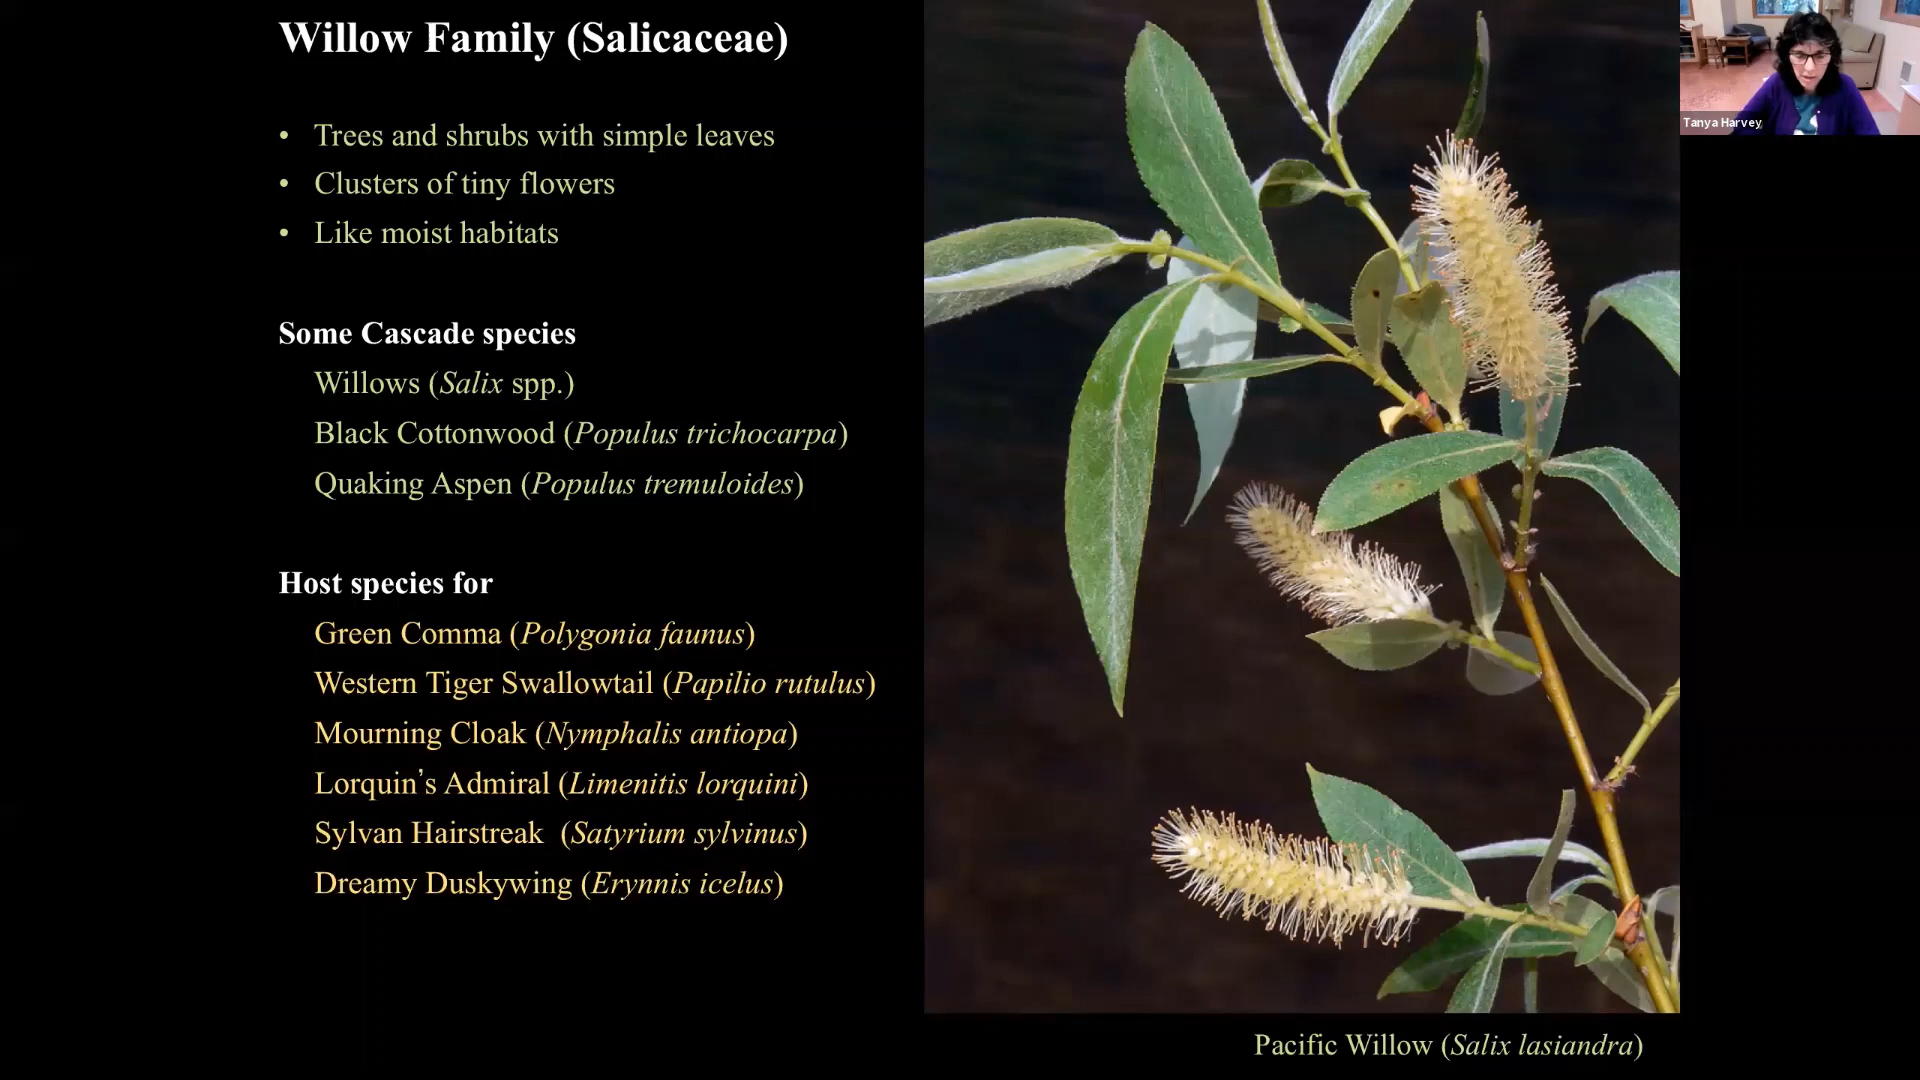 Willow Family (Salicaceae)
• Trees and shrubs with simple leaves
• Clusters of tiny flowers
• Like moist habitats
Some Cascade species
Willows (Salix spp.)
Black Cottonwood (Populus trichocarpa)
Quaking Aspen (Populus tremuloides)
Host species for
Green Comma (Polygonia faunus)
Western Tiger Swallowtail (Papilio rutulus)
Mourning Cloak (Nymphalis antiopa)
Lorquin’s Admiral (Limenitis lorquini)
Sylvan Hairstreak (Satyrium sylvinus)
Dreamy Duskywing (Erynnis icelus)
Pacific Willow (Salix lasiandra)
Tanya Harvey